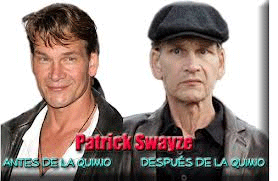 Patrick Swayze
ANTES DE LA QUIMIO DESPUÉS DE LA QUIMIO